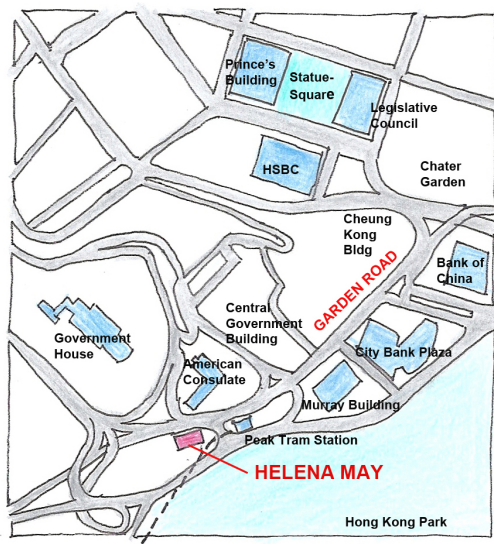 Prince's
Building
Statue-
Square
Legislative
Council
HSBC
Chater
Garden
Cheung
Kong
Bldg
GARDEN ROAD
Bank of
China
Central
Government
Building
Government
House
City Bank Plaza
American
Consulate
Murray Building
Peak Tram Station
HELENA MAY
Hong Kong Park